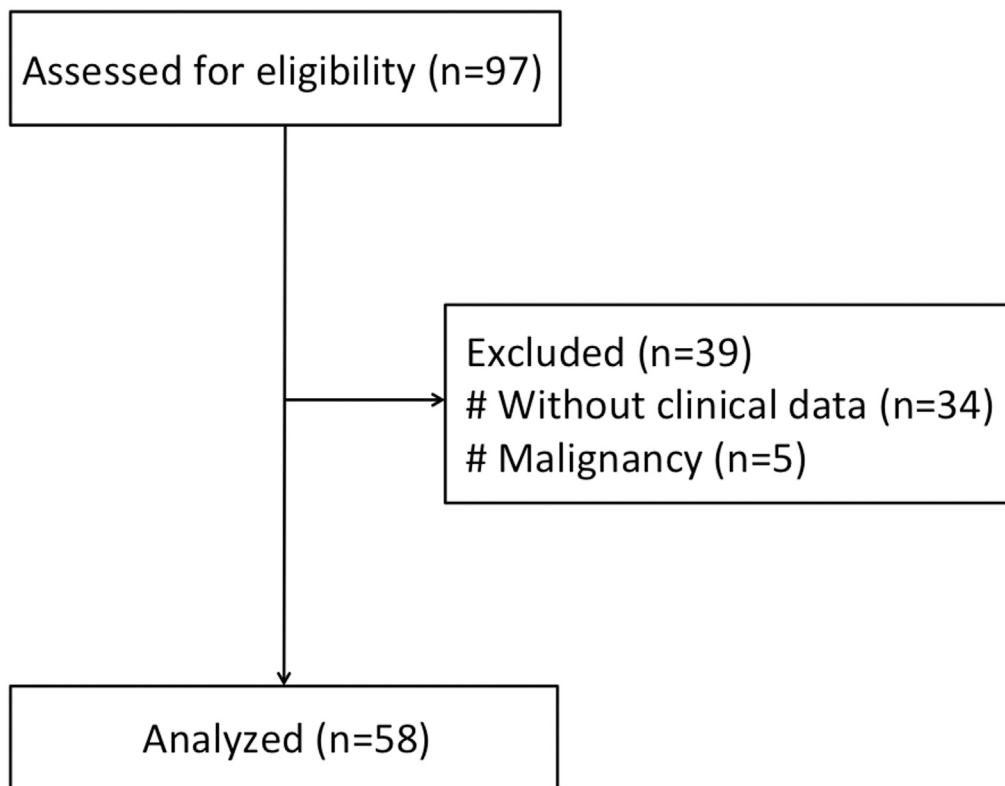 Assessed for eligibility (n=97)
Excluded (n=39)
# Without clinical data (n=34)
# Malignancy (n=5)
Analyzed (n=58)